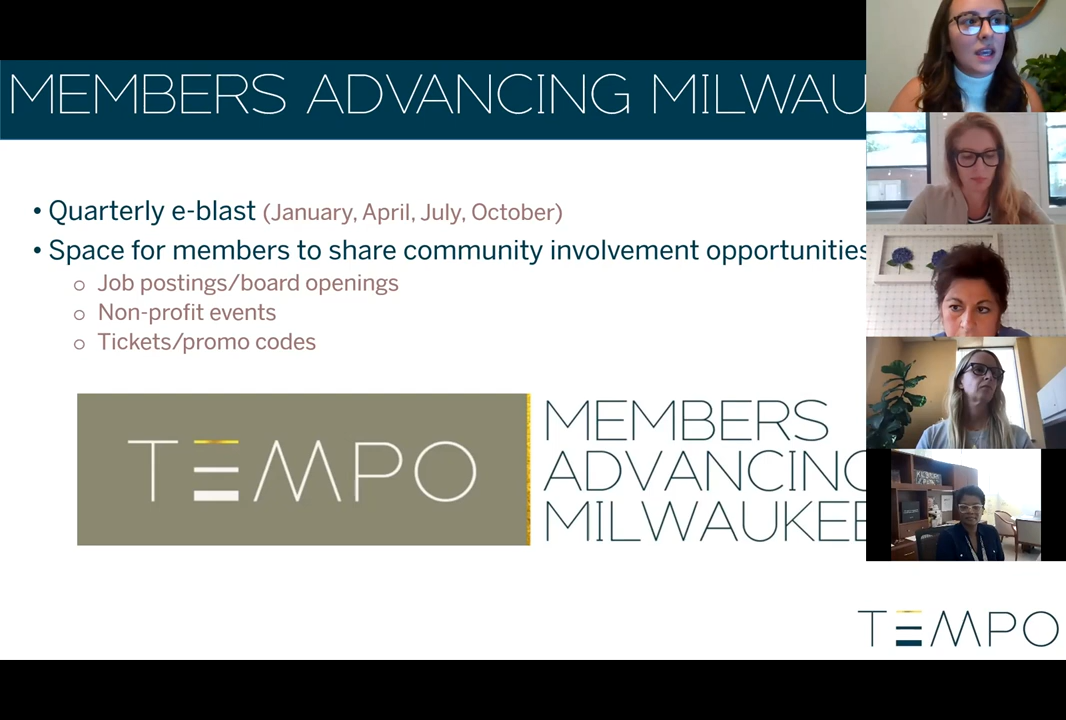 MEMBERS ADVANCING MILWAU
• Quarterly e-blast (January, April, July, October)
• Space for members to share community involvement opportunities
o Job postings/board openings
o Non-profit events
o Tickets/promo codes
TEMPO
MEMBERS
ADVANCING
MILWAUKEE
TEMPO